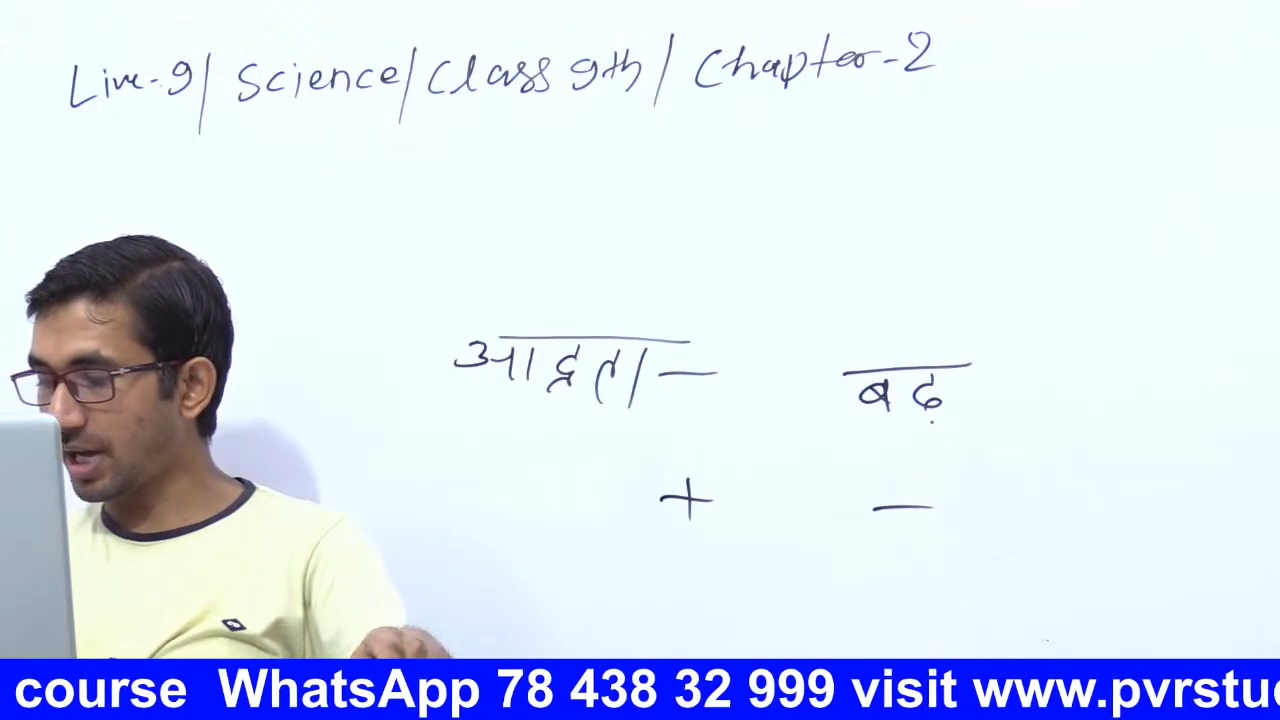 Live-9/ Science/ Class 9th/ Chapter-2
आद्रता — बढ़
+ —
course WhatsApp 78 438 32 999 visit www.pvrstu